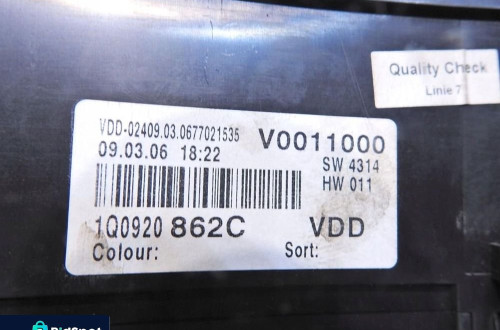 Quality Check
Linie 7
VDD-02409.03.0677021535
V0011000
09.03.06 18:22
SW 4314
HW 011
1Q0920 862C VDD
Colour: Sort:
BidSpot